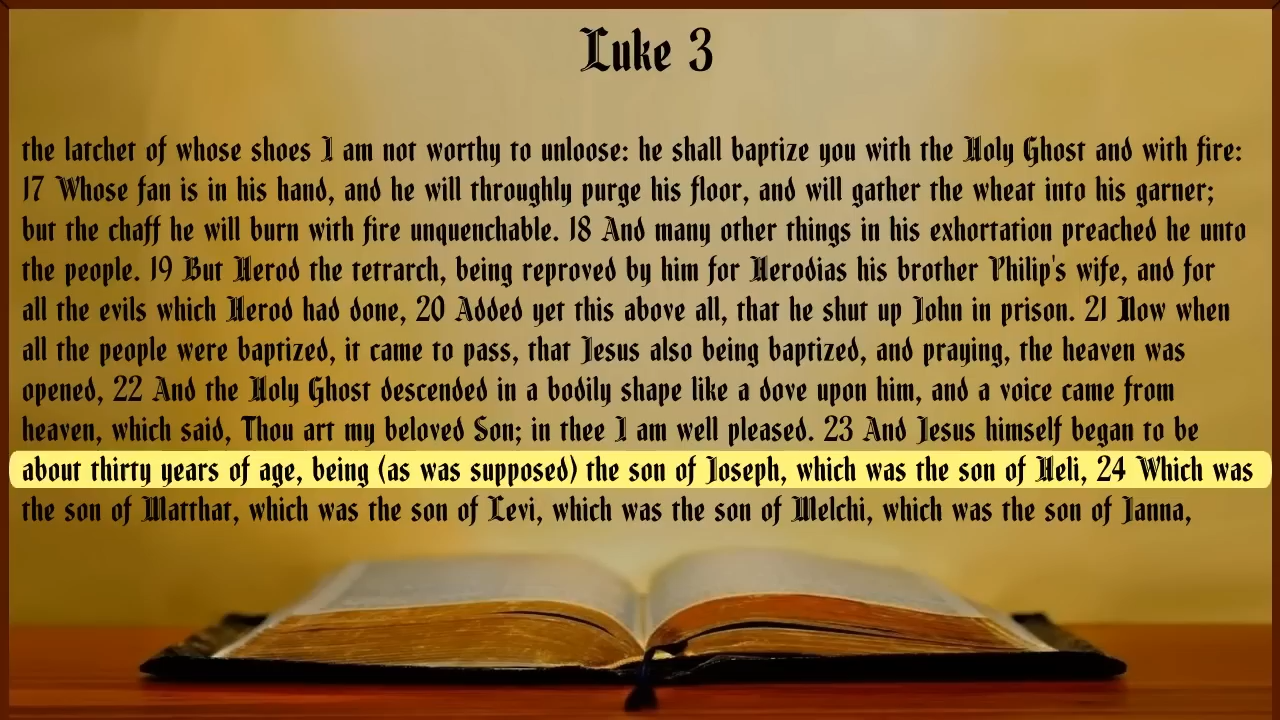 Luke 3
the latchet of whose shoes I am not worthy to unloose: he shall baptize you with the Holy Ghost and with fire:
17 Whose fan is in his hand, and he will throughly purge his floor, and will gather the wheat into his garner;
but the chaff he will burn with fire unquenchable. 18 And many other things in his exhortation preached he unto
the people. 19 But Herod the tetrarch, being reproved by him for Herodias his brother Philip's wife, and for
all the evils which Herod had done, 20 Added yet this above all, that he shut up John in prison. 21 Now when
all the people were baptized, it came to pass, that Jesus also being baptized, and praying, the heaven was
opened, 22 And the Holy Ghost descended in a bodily shape like a dove upon him, and a voice came from
heaven, which said, Thou art my beloved Son; in thee I am well pleased. 23 And Jesus himself began to be
about thirty years of age, being (as was supposed) the son of Joseph, which was the son of Heli, 24 Which was
the son of Matthat, which was the son of Levi, which was the son of Melchi, which was the son of Janna,